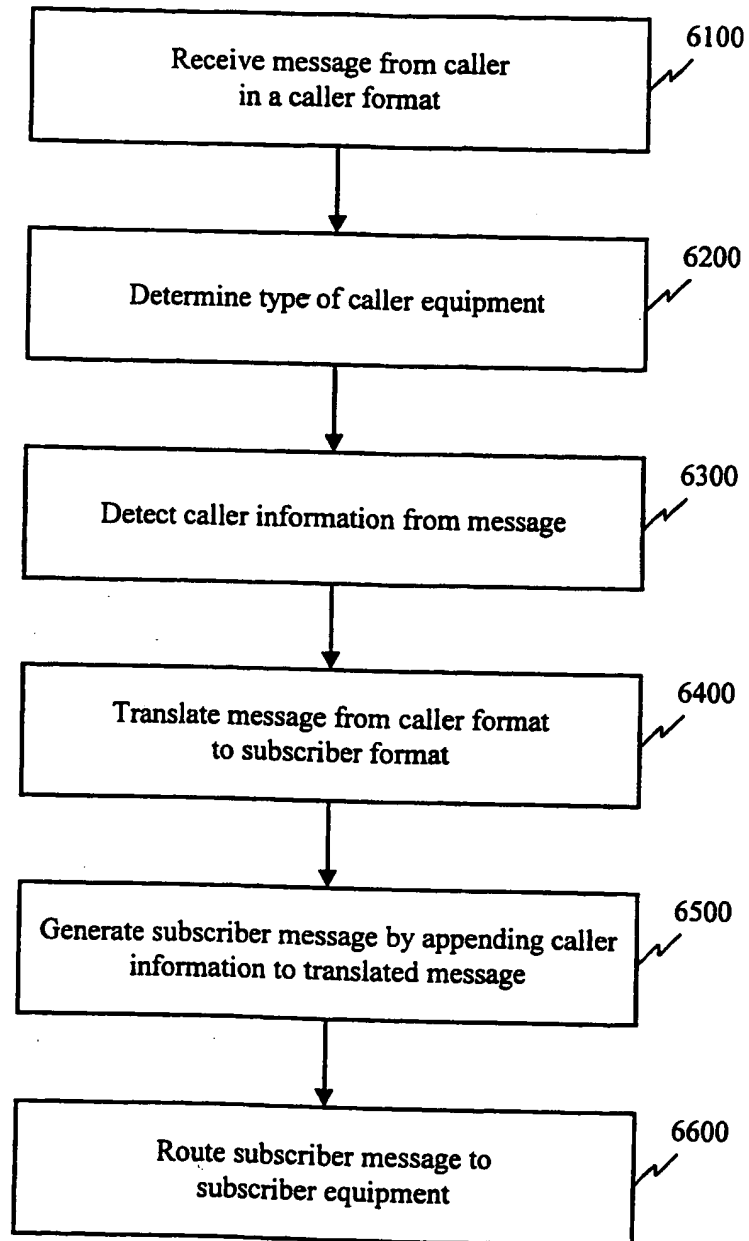 6100
Receive message from caller
in a caller format
6200
Determine type of caller equipment
6300
Detect caller information from message
6400
Translate message from caller format
to subscriber format
6500
Generate subscriber message by appending caller
information to translated message
6600
Route subscriber message to
subscriber equipment